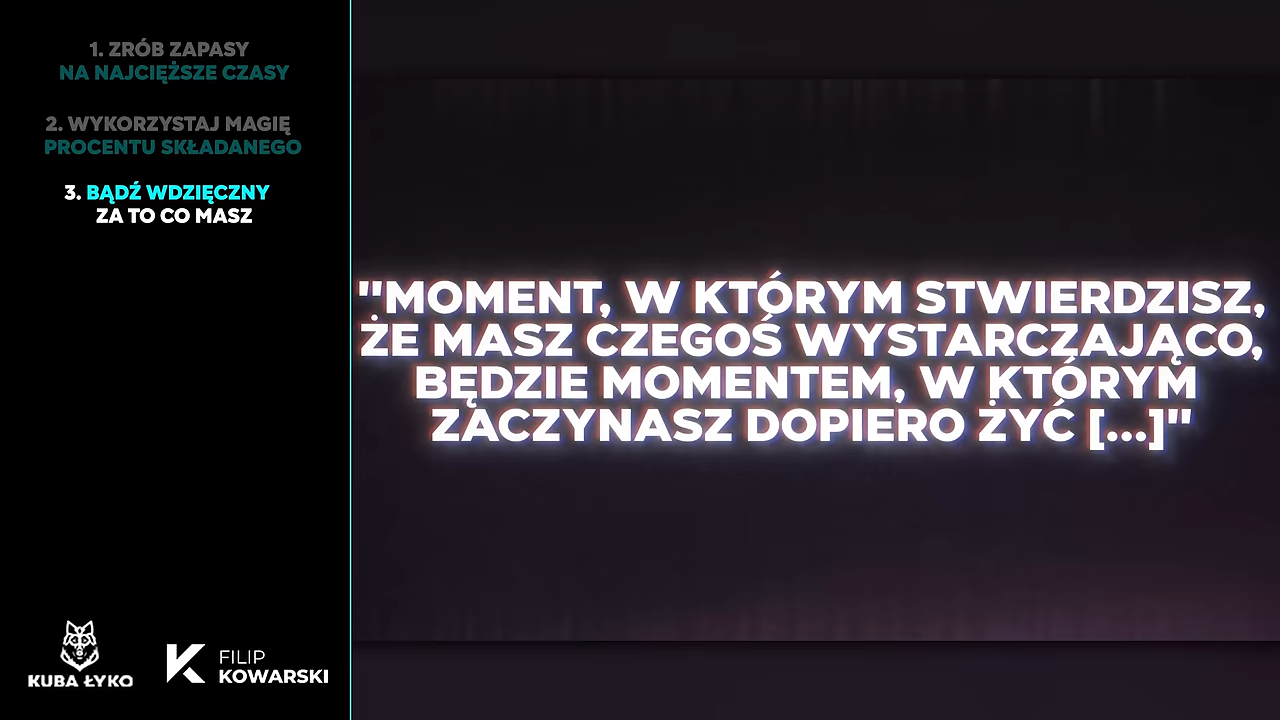 1. ZRÓB ZAPASY
NA NAJCIĘŻSZE CZASY
2. WYKORZYSTAJ MAGIĘ
PROCENTU SKŁADANEGO
3. BĄDŹ WDZIĘCZNY
ZA TO CO MASZ
"MOMENT, W KTÓRYM STWIERDZISZ,
ŻE MASZ CZEGOŚ WYSTARCZAJĄCO,
BĘDZIE MOMENTEM, W KTÓRYM
ZACZYNASZ DOPIERO ŻYĆ [...]"
KUBA ŁYKO
FILIP
KOWARSKI